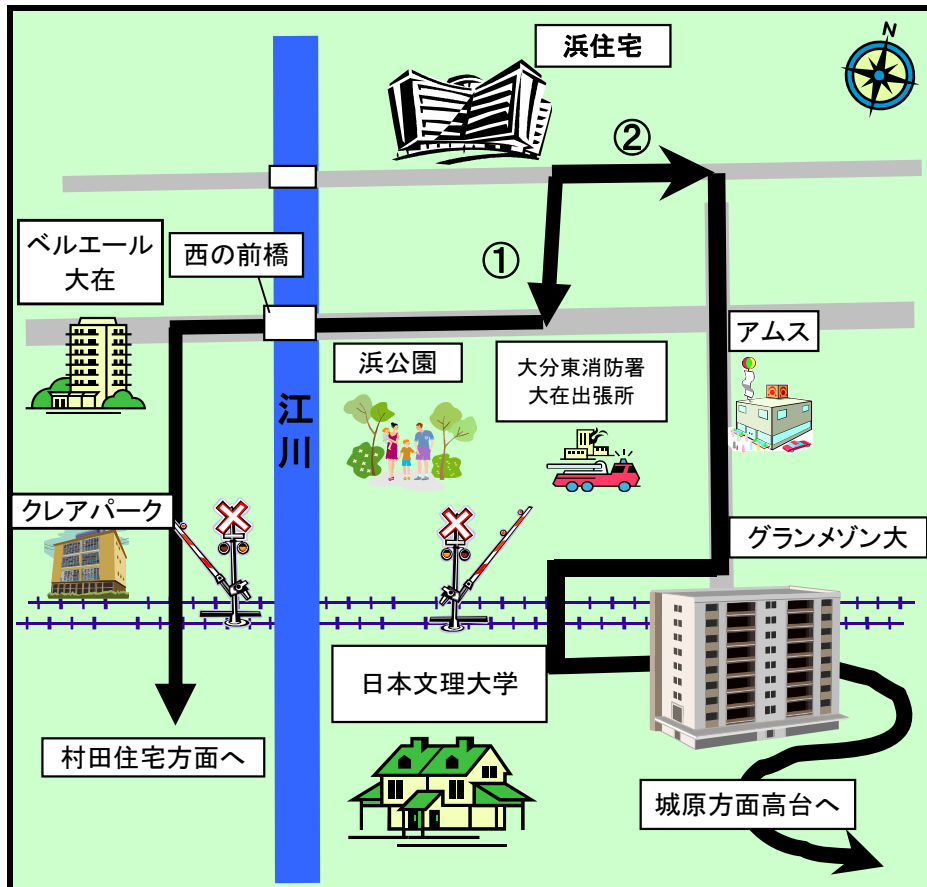 浜住宅
N
②
ベルエール
大在
西の前橋
①
アムス
浜公園
大分東消防署
大在出張所
江
川
クレアパーク
グランメゾン大
日本文理大学
村田住宅方面へ
城原方面高台へ